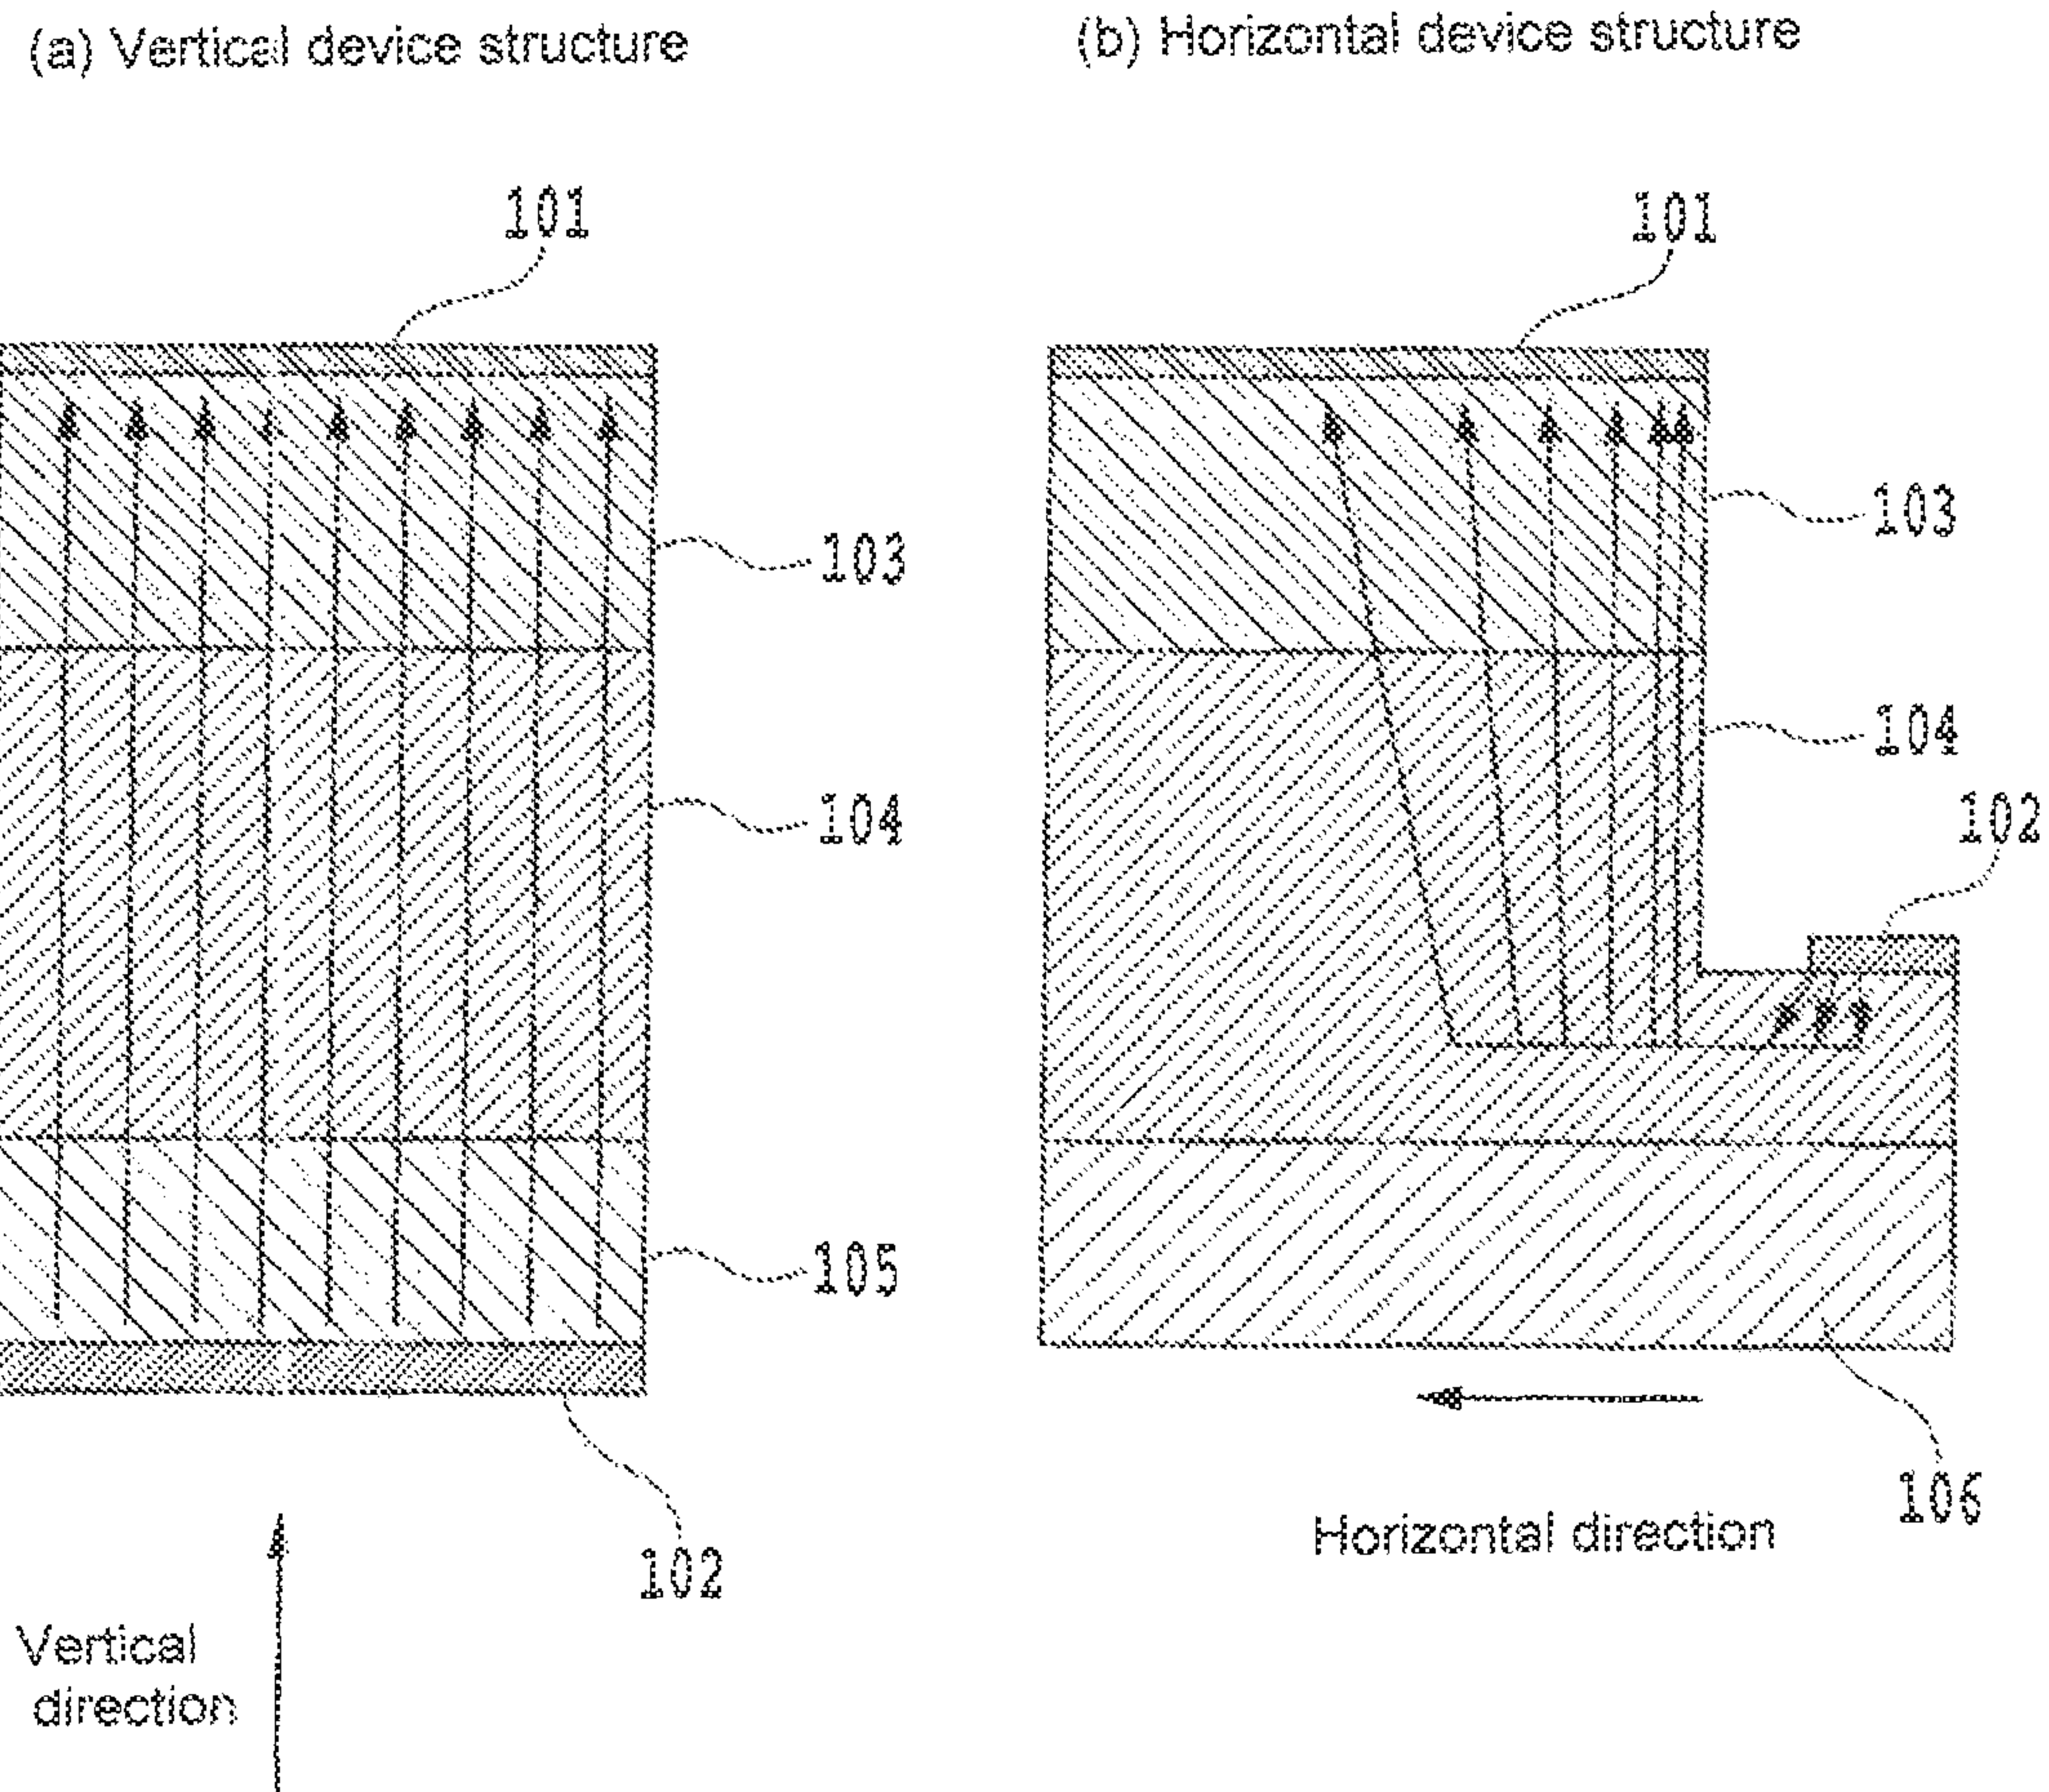 (a) Vertical device structure
(b) Horizontal device structure
101
101
103
103
104
104
102
105
106
102
Horizontal direction
Vertical
direction